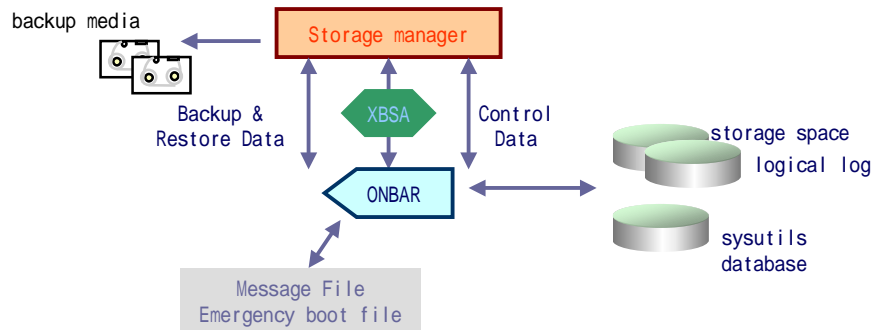 backup media
Storage manager
Backup &
Restore Data
XBSA
Control
Data
storage space
logical log
ONBAR
sysutils
database
Message File
Emergency boot file